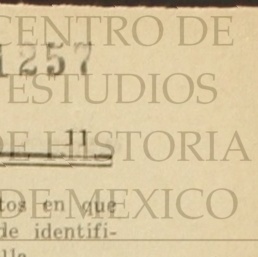 CENTRO DE
1257
ESTUDIOS
11
DE HISTORIA
DE MEXICO
tos en que
de identifi-